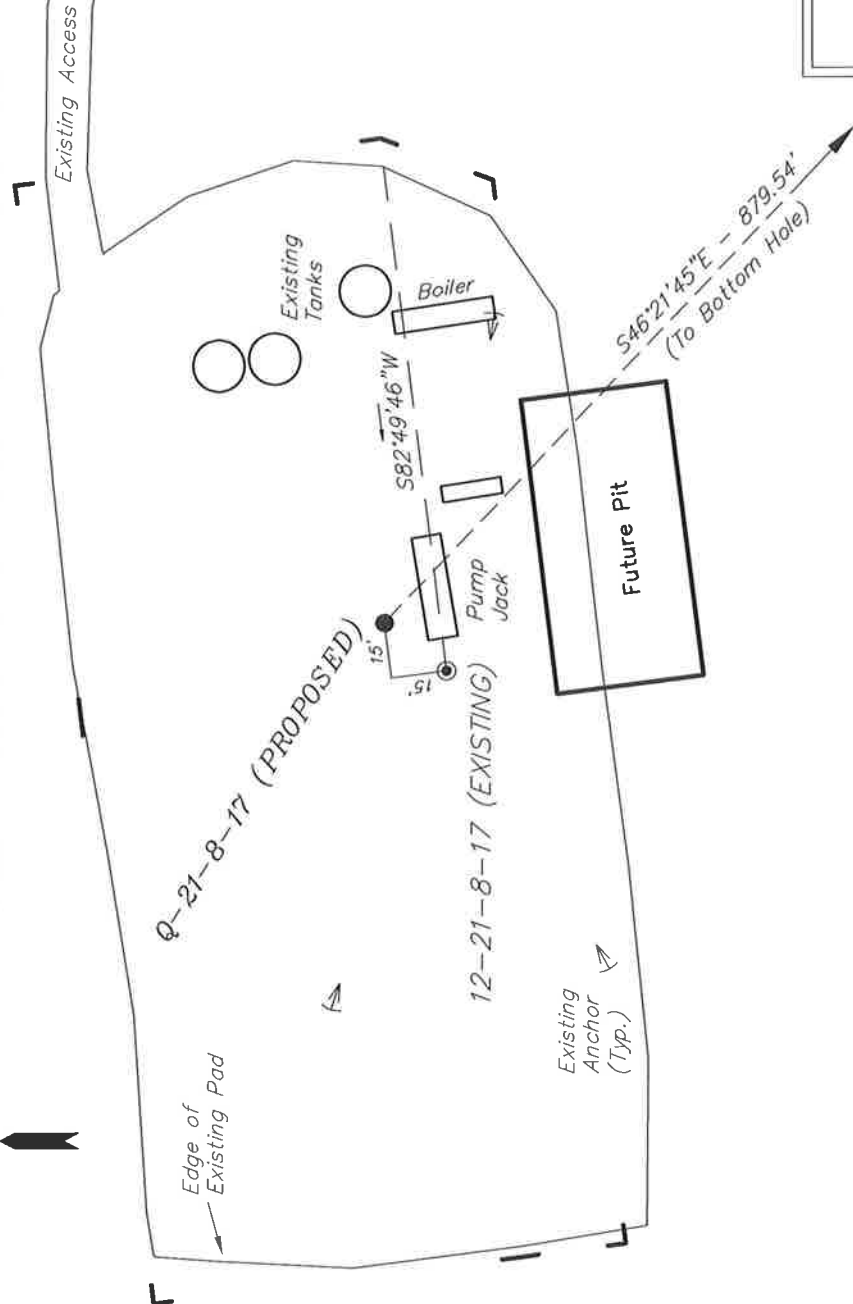 Existing Access
Existing
Tanks
Boiler
S82°49'46"W
S46°21'45"E - 879.54'
(To Bottom Hole)
Pump
Jack
Future Pit
15'
15'
Q-21-8-17 (PROPOSED)
12-21-8-17 (EXISTING)
Existing
Anchor
(Typ.)
Edge of
Existing Pad